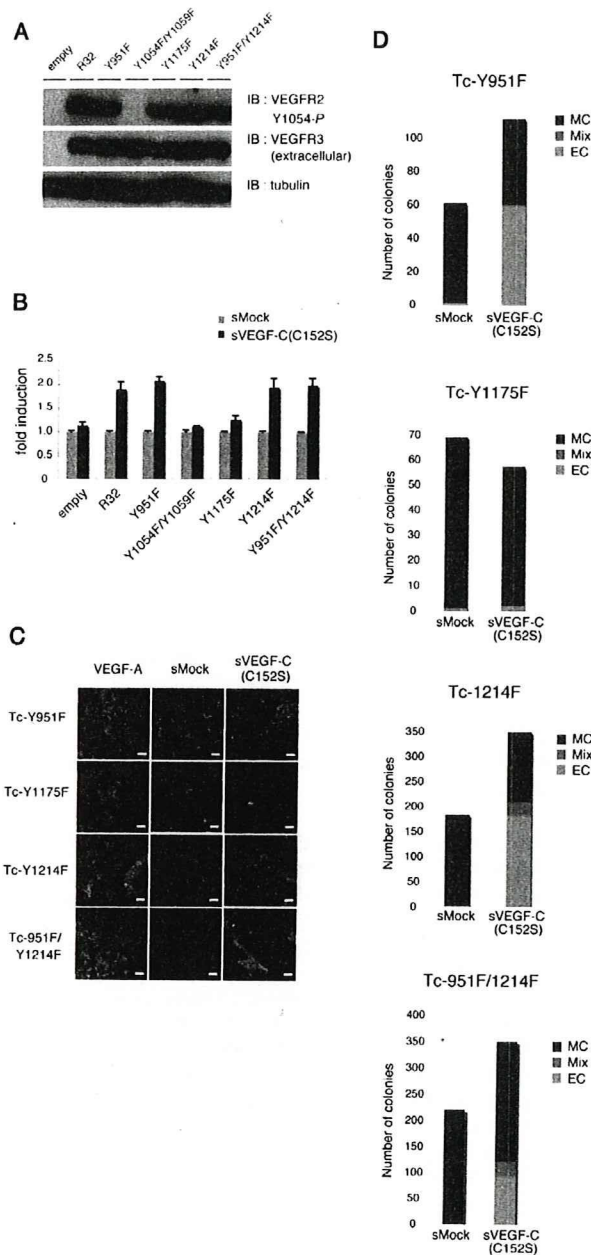 A
empty
R32
Y951F
Y1054F/Y1059F
Y1175F
Y1214F
Y951F/Y1214F
IB : VEGFR2
Y1054-P
IB : VEGFR3
(extracellular)
IB : tubulin
B
sMock
sVEGF-C(C152S)
fold induction
2.5
2.0
1.5
1.0
0.5
0
empty
R32
Y951F
Y1054F/Y1059F
Y1175F
Y1214F
Y951F/Y1214F
C
VEGF-A
sMock
sVEGF-C
(C152S)
Tc-Y951F
Tc-Y1175F
Tc-Y1214F
Tc-951F/
Y1214F
D
Tc-Y951F
Number of colonies
100
80
60
40
20
0
sMock
sVEGF-C
(C152S)
MC
Mix
EC
Tc-Y1175F
Number of colonies
70
60
50
40
30
20
10
0
sMock
sVEGF-C
(C152S)
MC
Mix
EC
Tc-1214F
Number of colonies
350
300
250
200
150
100
50
0
sMock
sVEGF-C
(C152S)
MC
Mix
EC
Tc-951F/1214F
Number of colonies
400
350
300
250
200
150
100
50
0
sMock
sVEGF-C
(C152S)
MC
Mix
EC